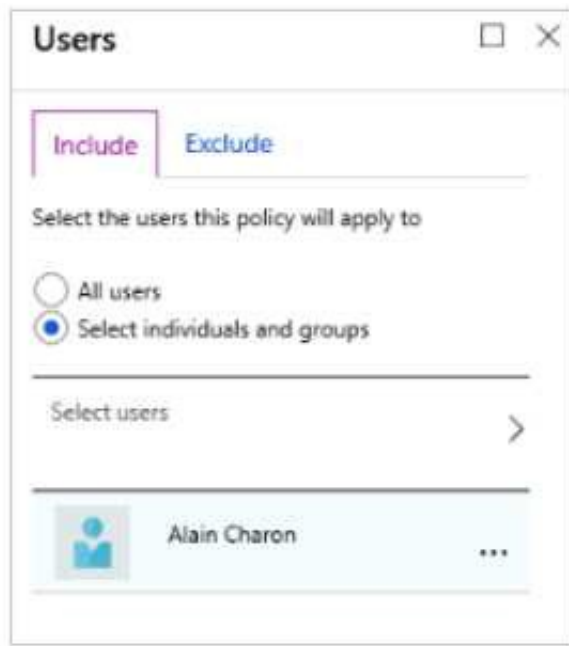 Users
Include Exclude
Select the users this policy will apply to
All users
Select individuals and groups
Select users
Alain Charon